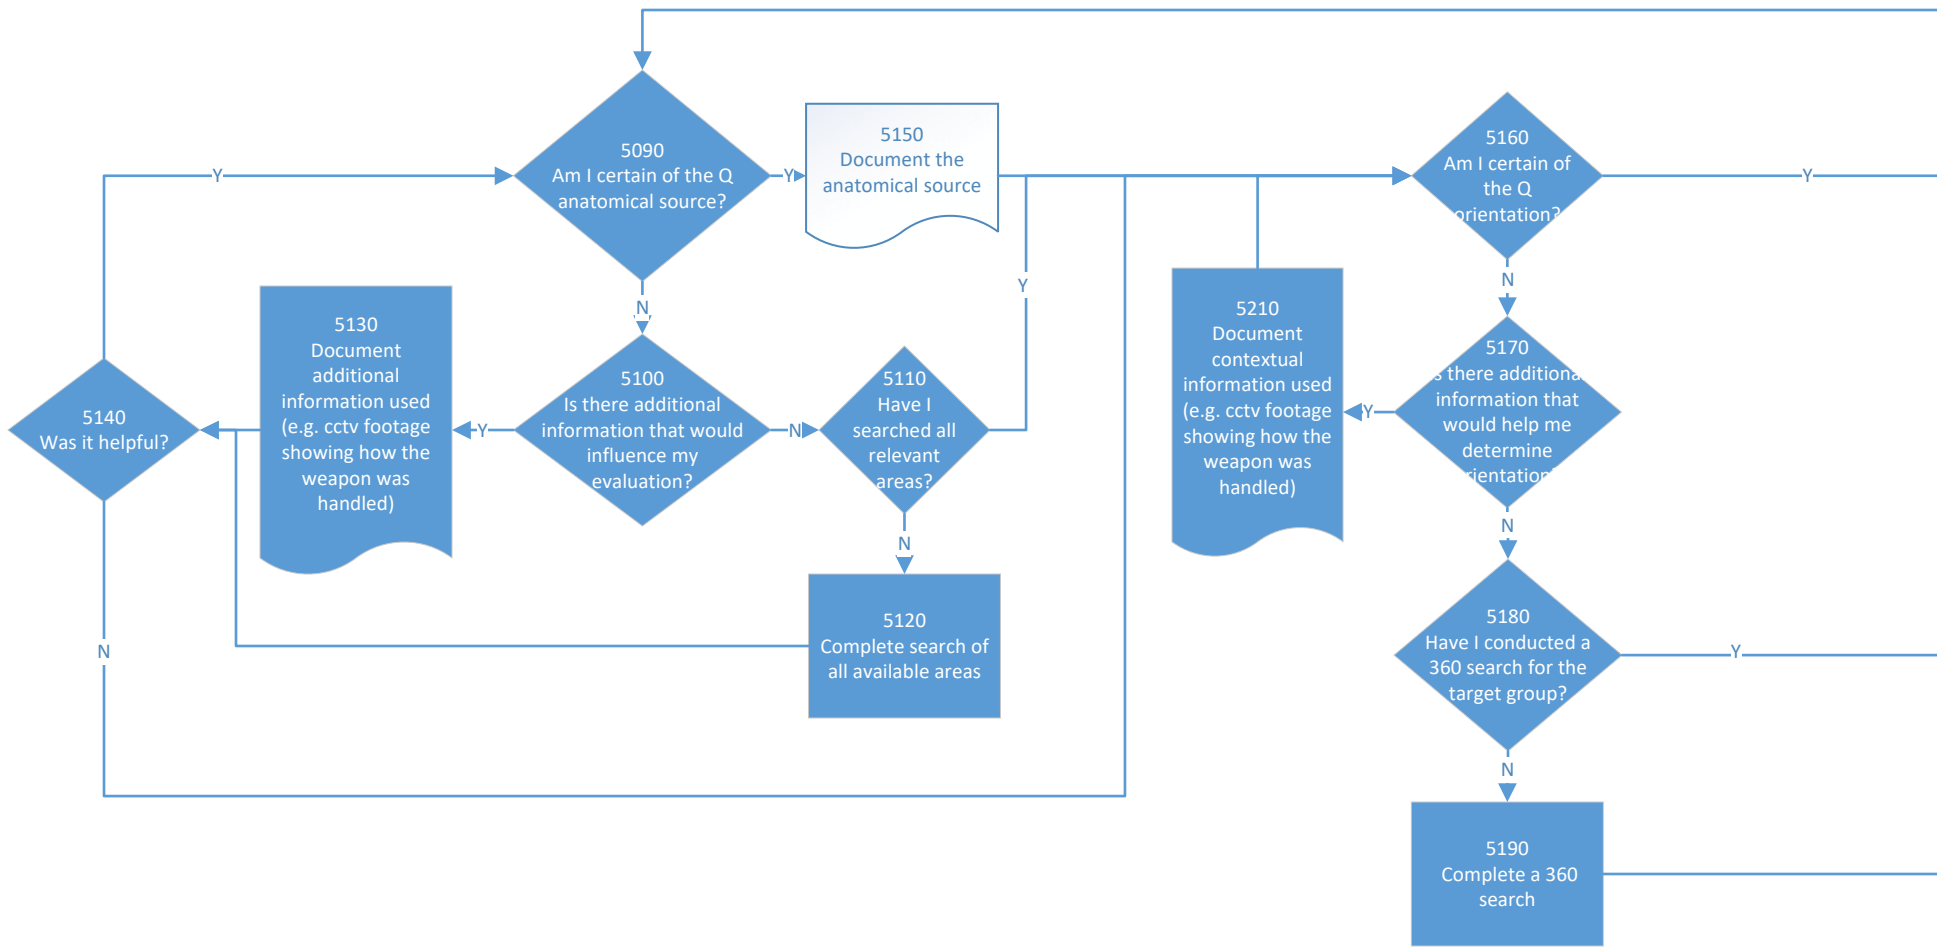 5090
Am I certain of the Q
anatomical source?
Y
Y
N
5150
Document the
anatomical source
5160
Am I certain of
the Q
orientation?
Y
N
5140
Was it helpful?
N
5130
Document
additional
information used
(e.g. cctv footage
showing how the
weapon was
handled)
Y
5100
Is there additional
information that would
influence my
evaluation?
N
5110
Have I
searched all
relevant
areas?
Y
N
5120
Complete search of
all available areas
5210
Document
contextual
information used
(e.g. cctv footage
showing how the
weapon was
handled)
Y
5170
s there additional
information that
would help me
determine
rientation
N
5180
Have I conducted a
360 search for the
target group?
Y
N
5190
Complete a 360
search